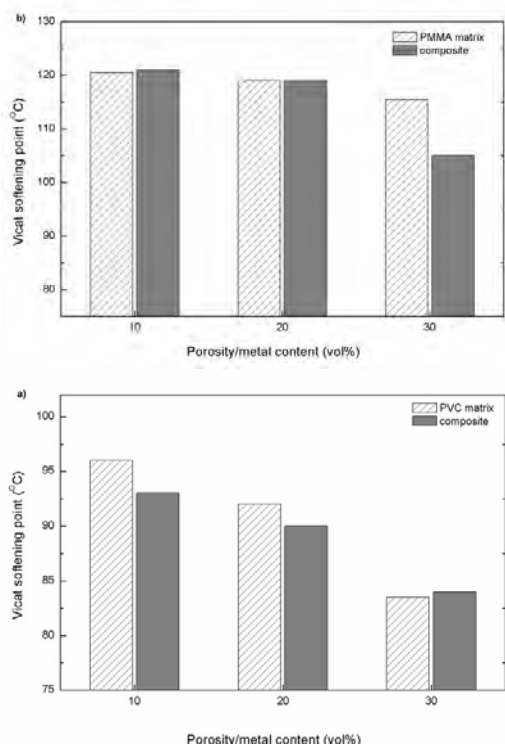 b)
130
PMMA matrix
composite
120
110
100
90
80
Vicat softening point (°C)
10 20 30
Porosity/metal content (vol%)
a)
100
PVC matrix
composite
95
90
85
80
75
Vicat softening point (°C)
10 20 30
Porosity/metal content (vol%)